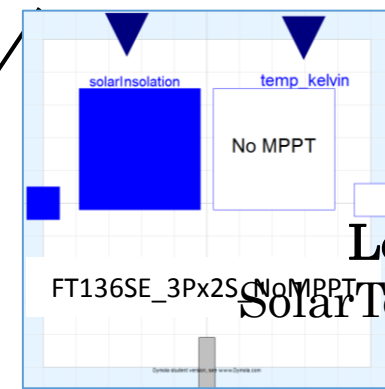 solarInsolation temp_kelvin
No MPPT
FT136SE_3Px2S_NoMPPT
Dymola student version, see www.Dymola.com